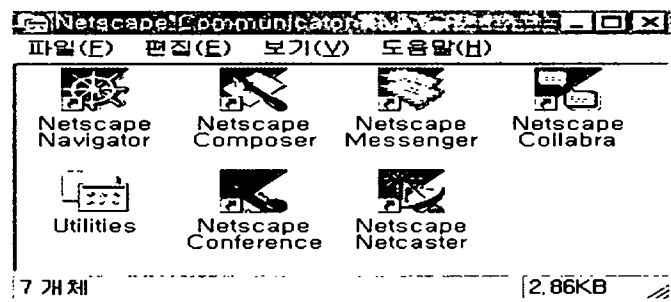 Netscape Communicator
파일(F) 편집(E) 보기(V) 도움말(H)
Netscape Navigator
Netscape Composer
Netscape Messenger
Netscape Collabra
Utilities
Netscape Conference
Netscape Netcaster
7 개체
2,86KB